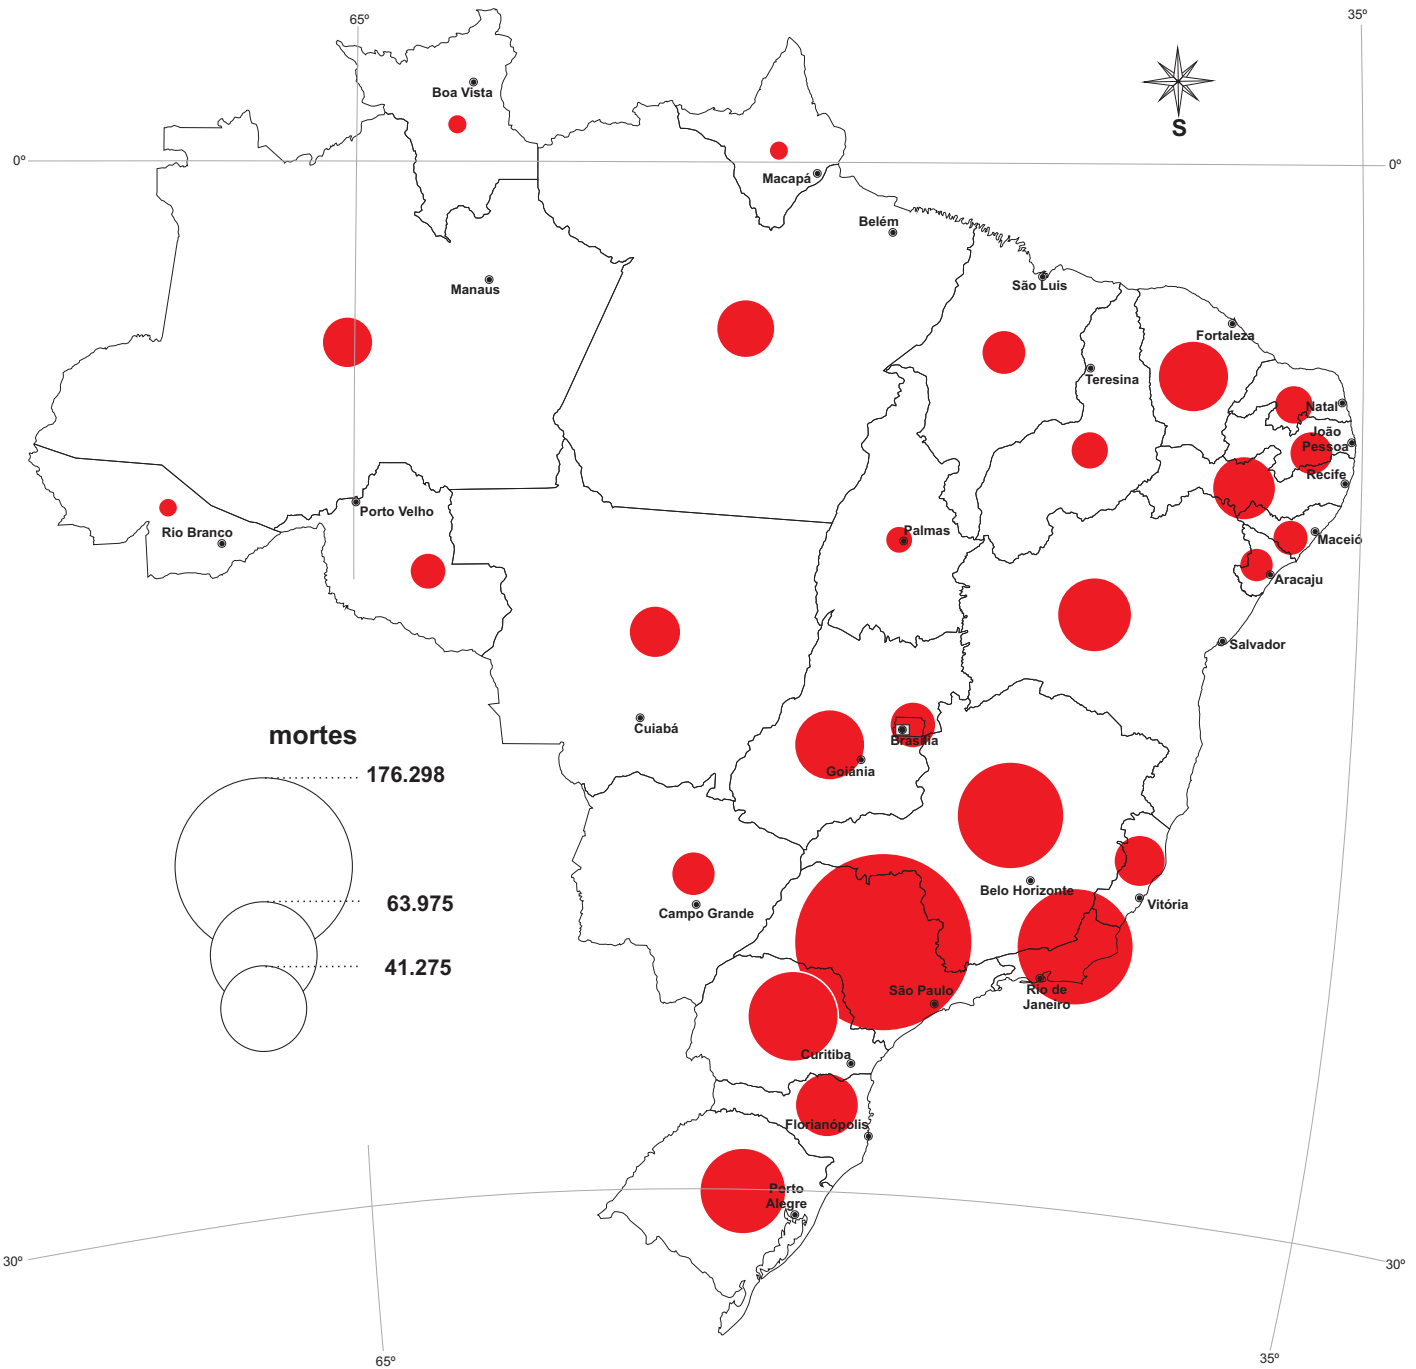 65º
35º
Boa Vista
S
0º
0º
Macapá
Belém
Manaus
São Luis
Fortaleza
Teresina
Natal
João
Pessoa
Recife
Porto Velho
Rio Branco
Palmas
Maceió
Aracaju
Salvador
Cuiabá
Brasília
Goiânia
mortes
176.298
63.975
41.275
Belo Horizonte
Vitória
Campo Grande
São Paulo
Rio de
Janeiro
Curitiba
Florianópolis
Porto
Alegre
30º
30º
65º
35º